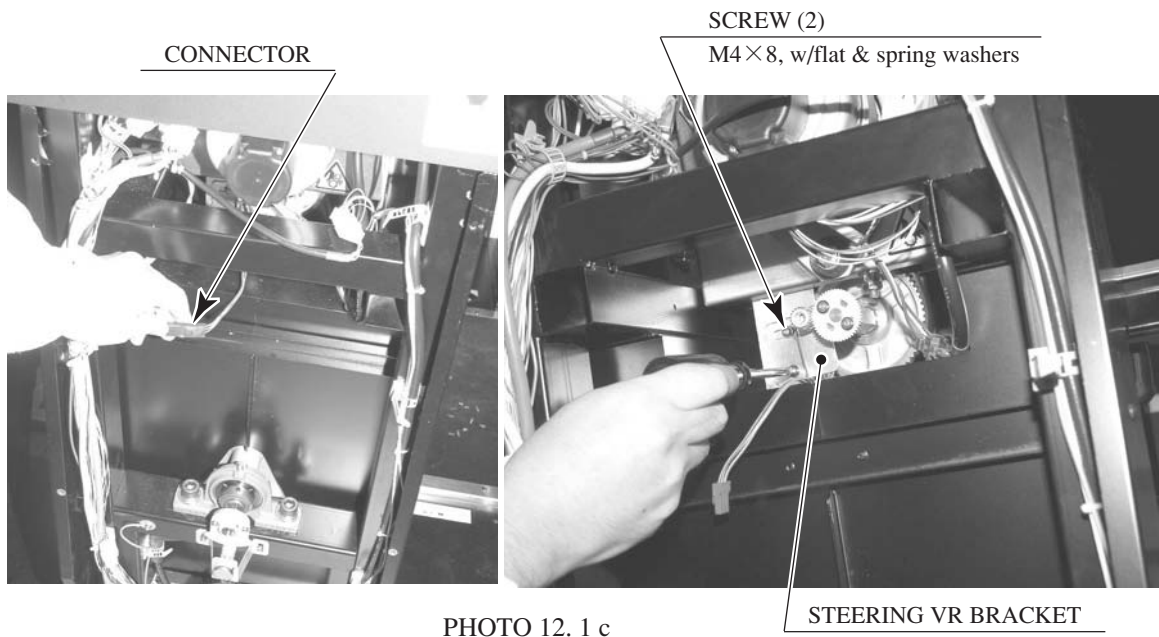 CONNECTOR
SCREW (2)
M4×8, w/flat & spring washers
STEERING VR BRACKET
PHOTO 12. 1 c